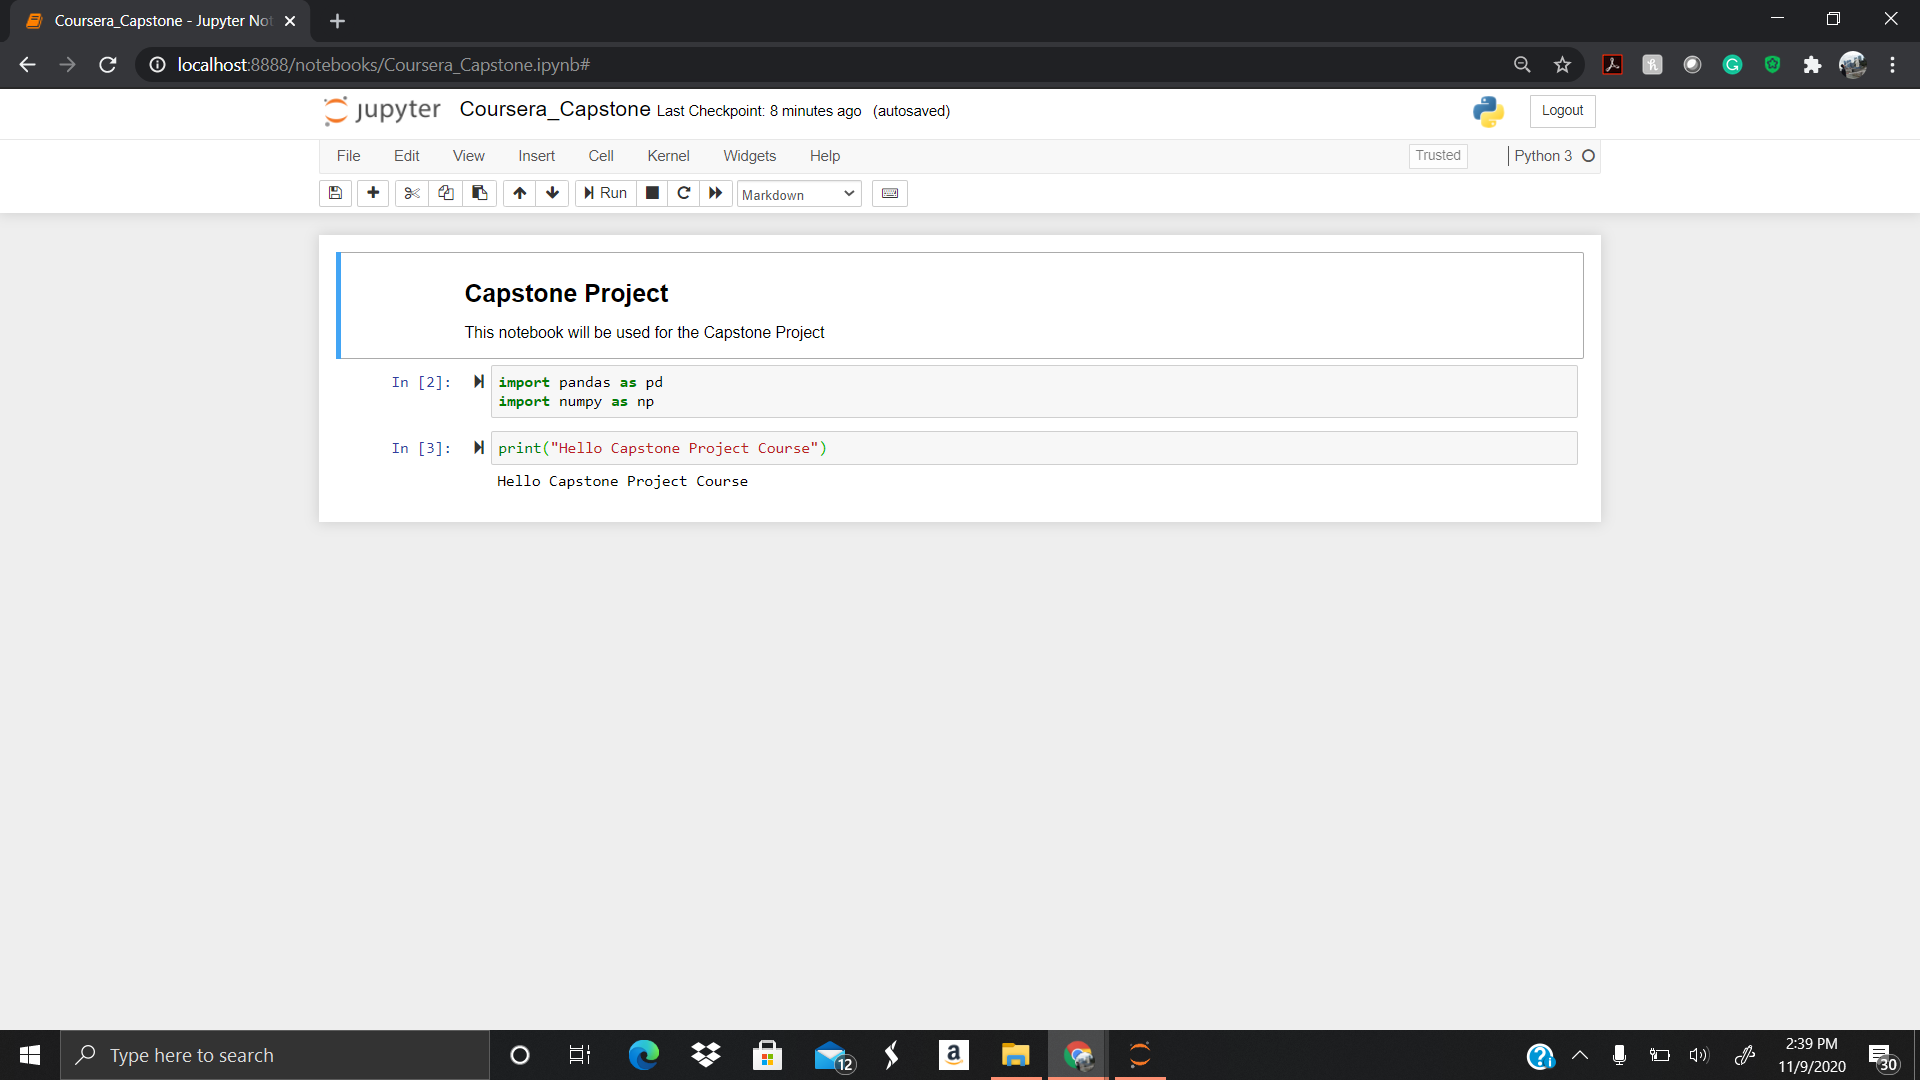 Coursera_Capstone - Jupyter Not
localhost:8888/notebooks/Coursera_Capstone.ipynb#
jupyter Coursera_Capstone Last Checkpoint: 8 minutes ago (autosaved)
Logout
File Edit View Insert Cell Kernel Widgets Help
Trusted
Python 3
Run
Markdown
Capstone Project
This notebook will be used for the Capstone Project
In [2]:
import pandas as pd
import numpy as np
In [3]:
print("Hello Capstone Project Course")
Hello Capstone Project Course
Type here to search
12
a
2:39 PM
11/9/2020
30